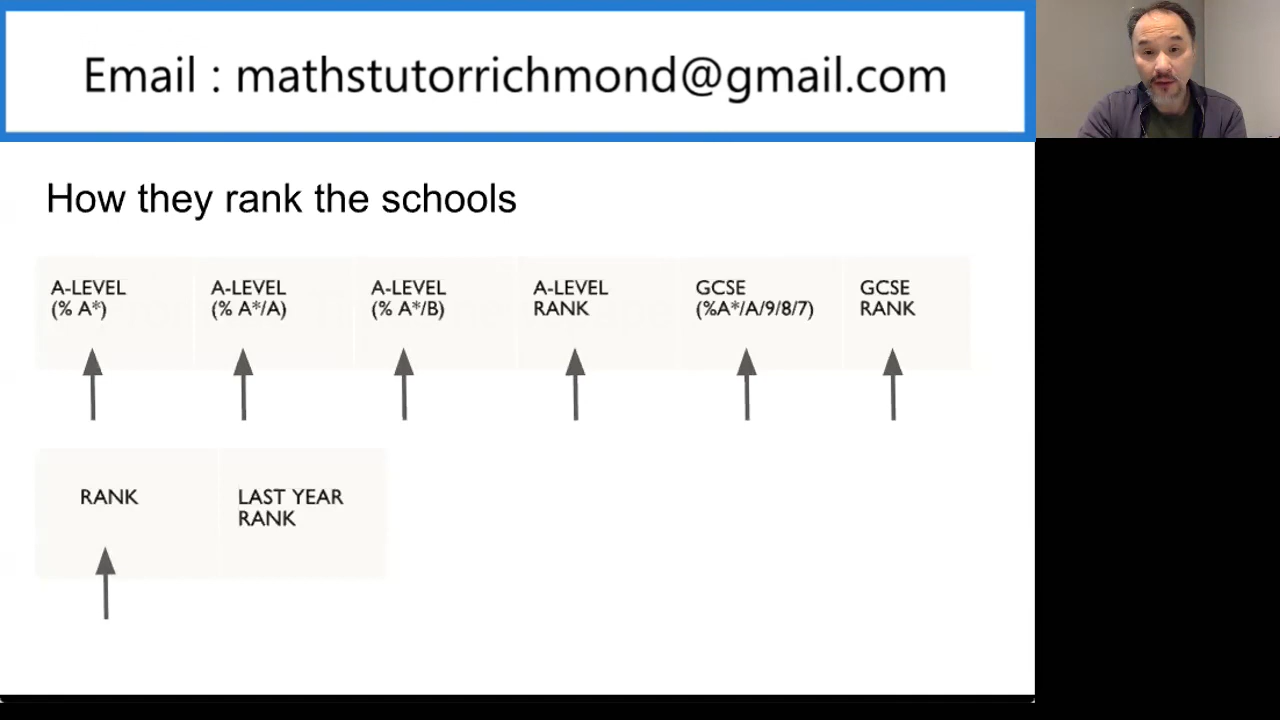 Email : mathstutorrichmond@gmail.com
How they rank the schools
A-LEVEL
(% A*)
A-LEVEL
(% A*/A)
A-LEVEL
(% A*/B)
A-LEVEL
RANK
GCSE
(%A*/A/9/8/7)
GCSE
RANK
RANK
LAST YEAR
RANK